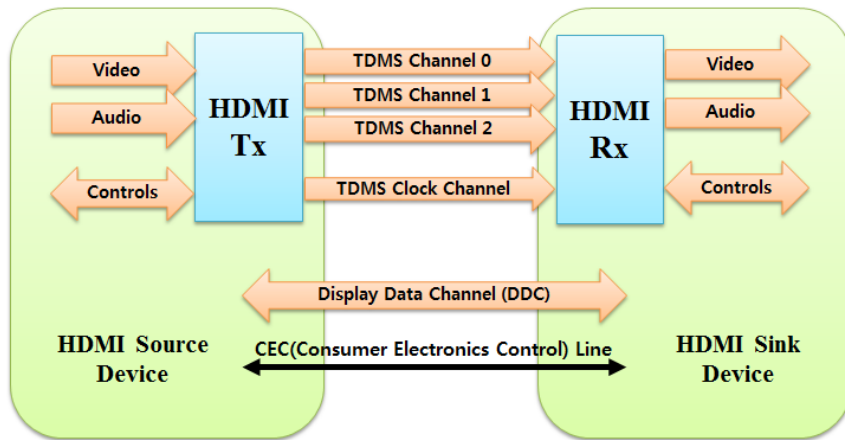 Video
Audio
Controls
HDMI
Tx
TDMS Channel 0
TDMS Channel 1
TDMS Channel 2
TDMS Clock Channel
HDMI
Rx
Video
Audio
Controls
Display Data Channel (DDC)
CEC(Consumer Electronics Control) Line
HDMI Source
Device
HDMI Sink
Device